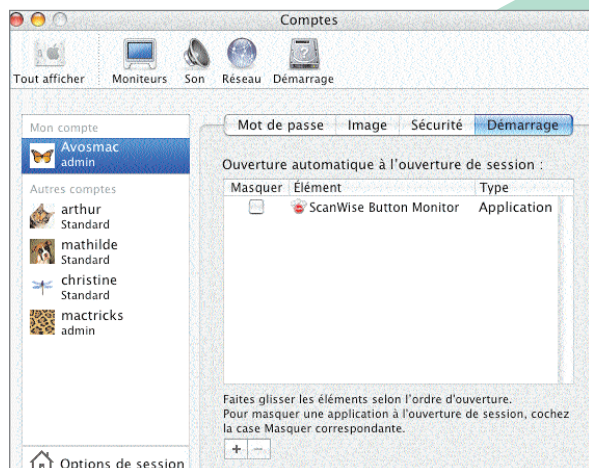 Comptes
Tout afficher
Moniteurs
Son
Réseau
Démarrage
Mon compte
Avosmac
admin
Autres comptes
arthur
Standard
mathilde
Standard
christine
Standard
mactricks
admin
Options de session
Mot de passe
Image
Sécurité
Démarrage
Ouverture automatique à l'ouverture de session :
Masquer Élément Type
ScanWise Button Monitor Application
Faites glisser les éléments selon l'ordre d'ouverture.
Pour masquer une application à l'ouverture de session, cochez
la case Masquer correspondante.
+ −